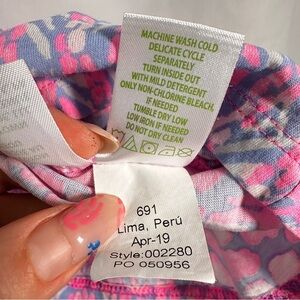 MACHINE WASH COLD
DELICATE CYCLE
SEPARATELY
TURN INSIDE OUT
WITH MILD DETERGENT
ONLY NON-CHLORINE BLEACH
IF NEEDED
TUMBLE DRY LOW
LOW IRON IF NEEDED
DO NOT DRY CLEAN
691
Lima, Perú
Apr-19
Style:002280
PO 050956